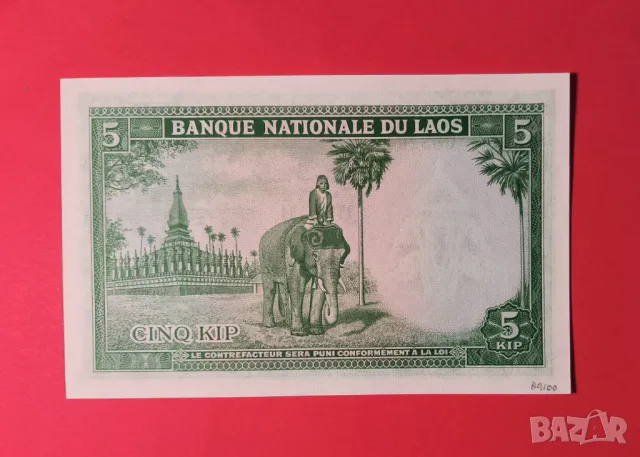 5 BANQUE NATIONALE DU LAOS 5
CINQ KIP
5
KIP
LE CONTREFACTEUR SERA PUNI CONFORMEMENT A LA LOI
BAZAR